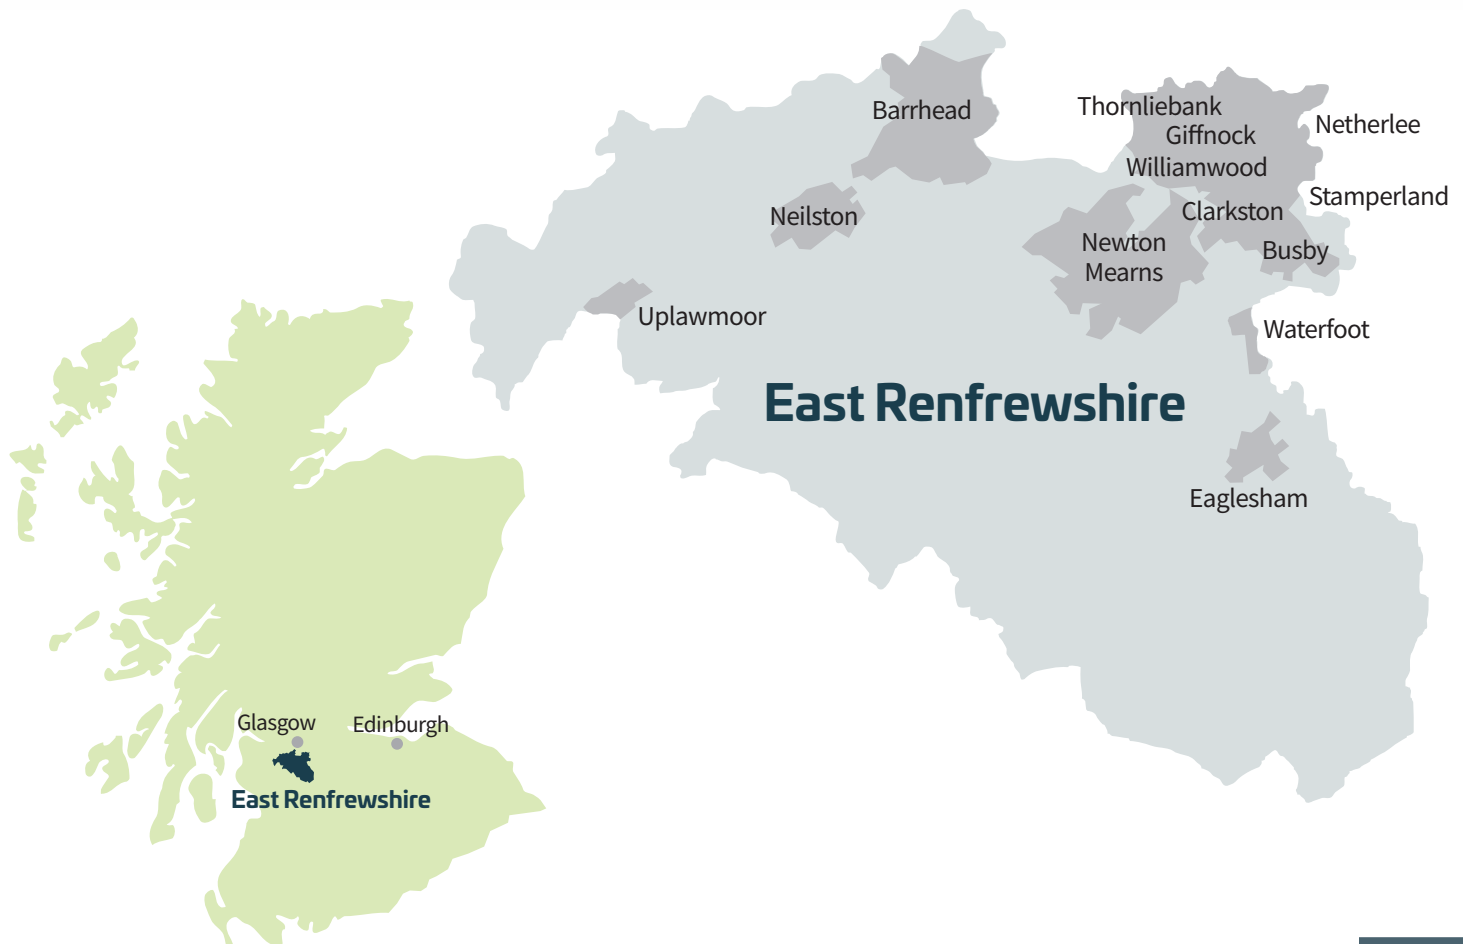 Barrhead
Thornliebank
Giffnock
Netherlee
Williamwood
Stamperland
Neilston
Clarkston
Newton
Mearns
Busby
Uplawmoor
Waterfoot
East Renfrewshire
Eaglesham
Glasgow
Edinburgh
East Renfrewshire